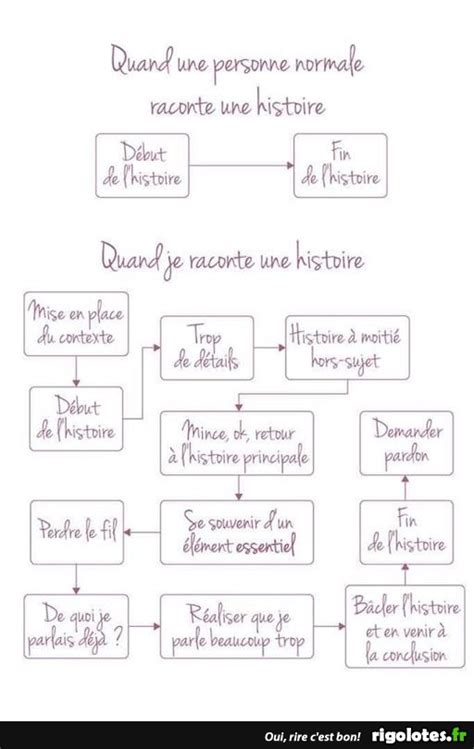 Quand une personne normale
raconte une histoire
Début
de l'histoire
Fin
de l'histoire
Quand je raconte une histoire
Mise en place
du contexte
Début
de l'histoire
Trop
de détails
Histoire à moitié
hors-sujet
Mince, ok, retour
à l'histoire principale
Se souvenir d'un
élément essentiel
Perdre le fil
De quoi je
parlais déjà ?
Réaliser que je
parle beaucoup trop
Bâcler l'histoire
et en venir à
la conclusion
Fin
de l'histoire
Demander
pardon
Oui, rire c'est bon! rigolotes.fr